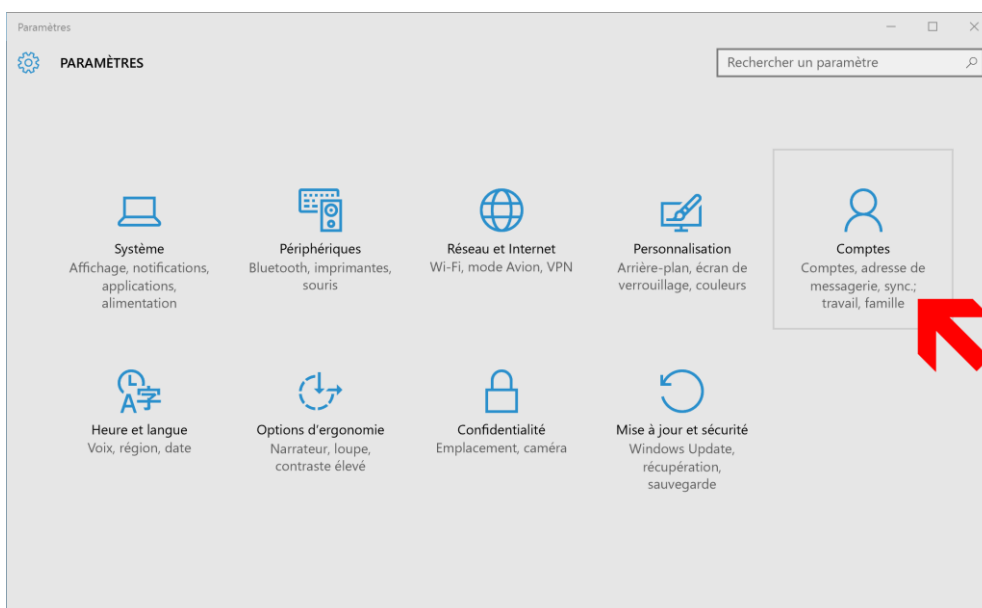 Paramètres
PARAMÈTRES
Rechercher un paramètre
Système
Affichage, notifications,
applications,
alimentation
Périphériques
Bluetooth, imprimantes,
souris
Réseau et Internet
Wi-Fi, mode Avion, VPN
Personnalisation
Arrière-plan, écran de
verrouillage, couleurs
Comptes
Comptes, adresse de
messagerie, sync.;
travail, famille
A字
Heure et langue
Voix, région, date
Options d'ergonomie
Narrateur, loupe,
contraste élevé
Confidentialité
Emplacement, caméra
Mise à jour et sécurité
Windows Update,
récupération,
sauvegarde